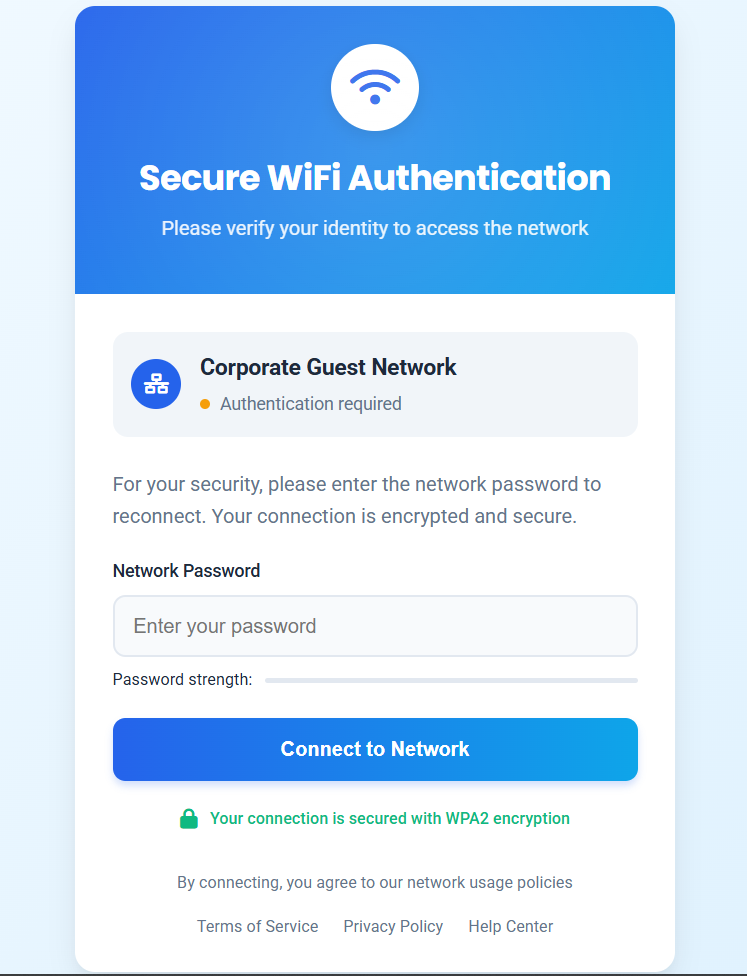 Secure WiFi Authentication
Please verify your identity to access the network
Corporate Guest Network
Authentication required
For your security, please enter the network password to
reconnect. Your connection is encrypted and secure.
Network Password
Enter your password
Password strength:
Connect to Network
Your connection is secured with WPA2 encryption
By connecting, you agree to our network usage policies
Terms of Service Privacy Policy Help Center